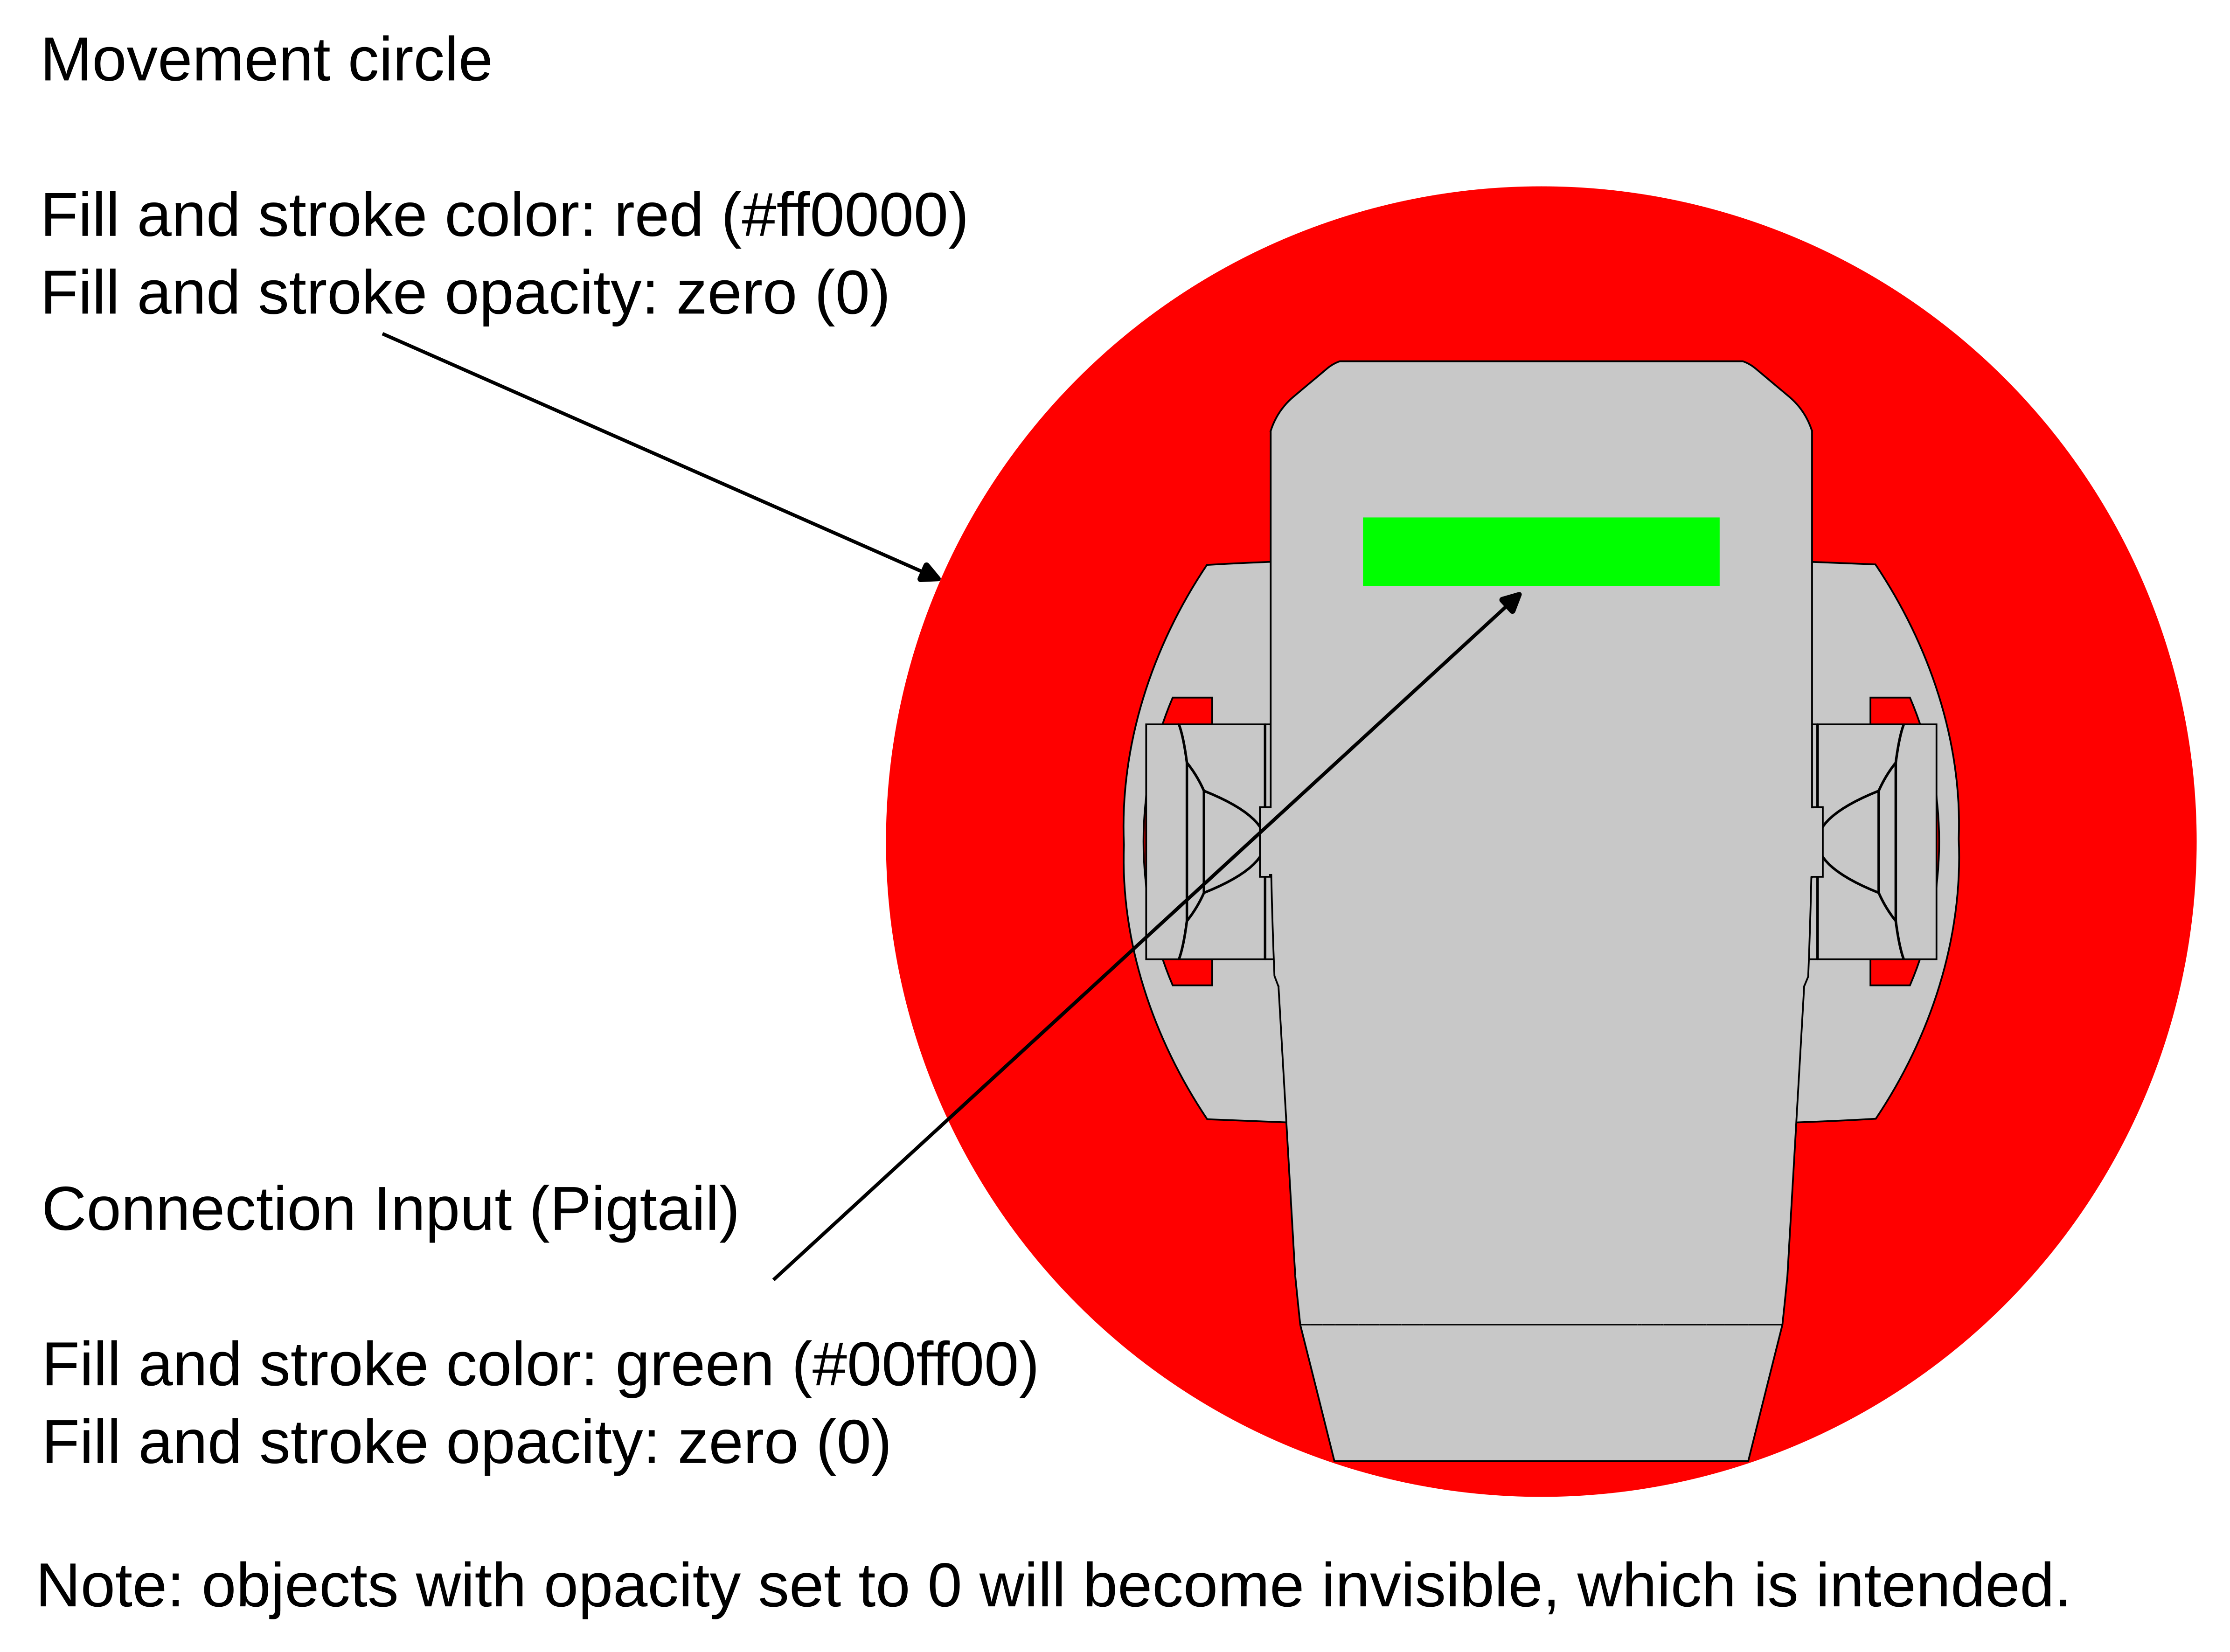 Movement circle
Fill and stroke color: red (#ff0000)
Fill and stroke opacity: zero (0)
Connection Input (Pigtail)
Fill and stroke color: green (#00ff00)
Fill and stroke opacity: zero (0)
Note: objects with opacity set to 0 will become invisible, which is intended.